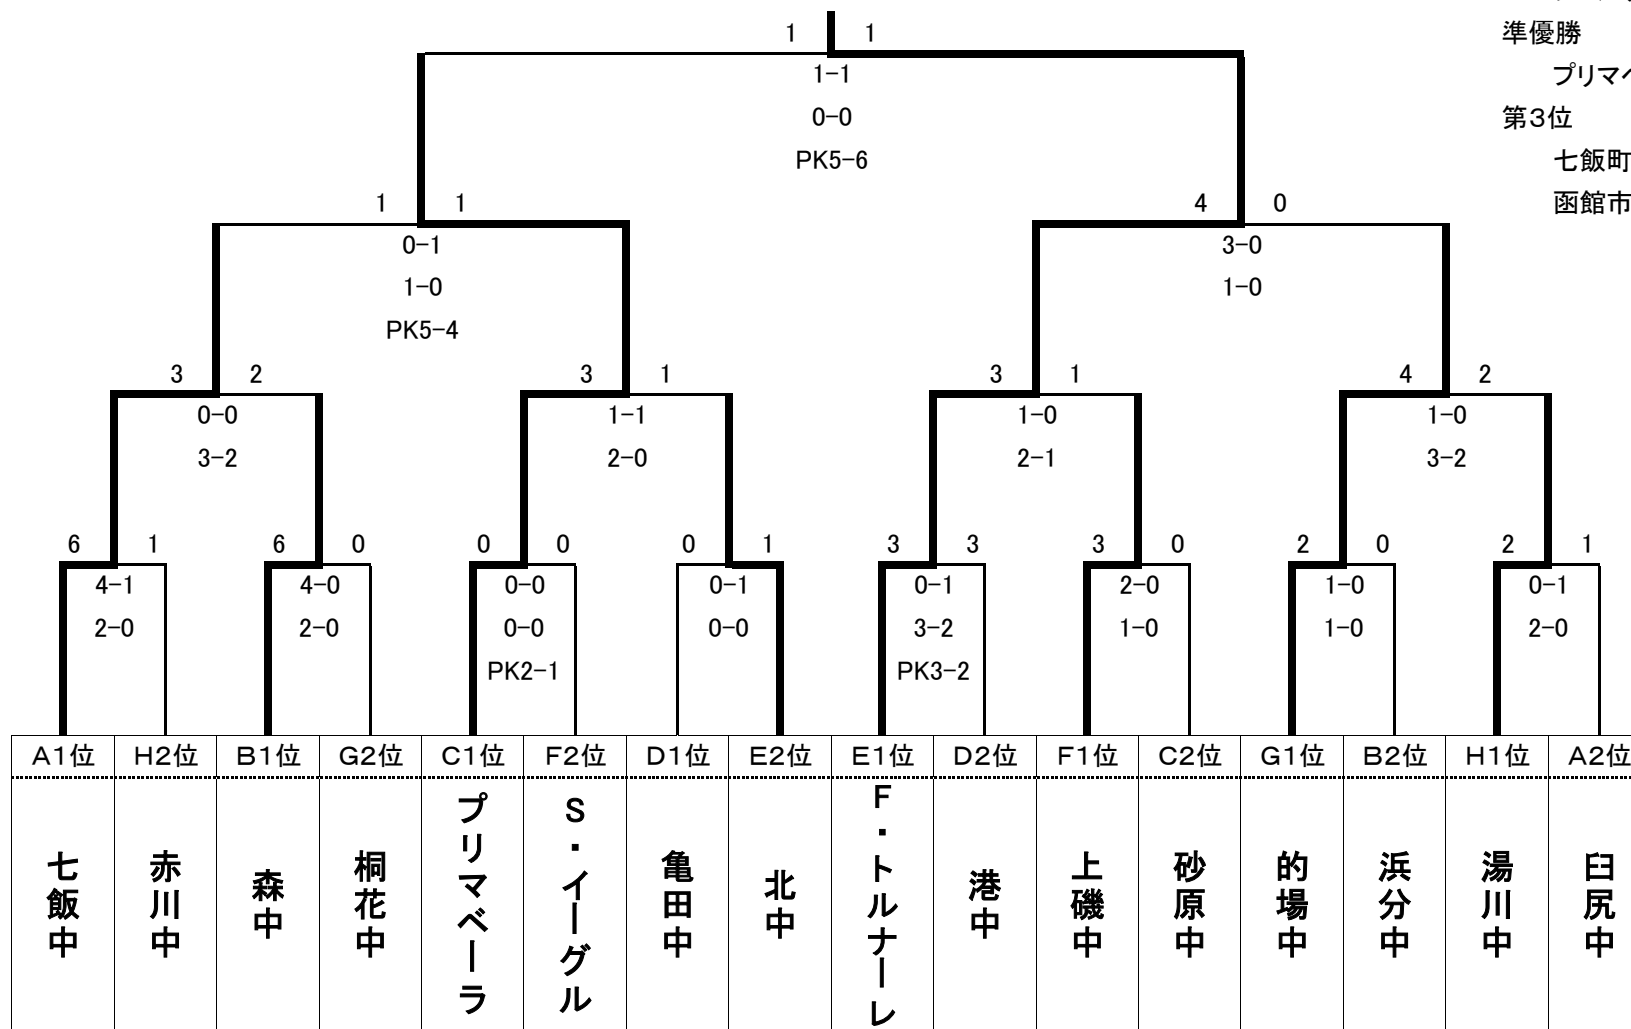 1 1
準優勝
1-1
プリマ
0-0
第3位
PK5-6
七飯町
1 1 4 0
函館市
0-1 3-0
1-0 1-0
PK5-4
3 2 3 1 3 1 4 2
0-0 1-1 1-0 1-0
3-2 2-0 2-1 3-2
6 1 6 0 0 0 0 1 3 3 3 0 2 0 2 1
4-1 4-0 0-0 0-1 0-1 2-0 1-0 0-1
2-0 2-0 0-0 0-0 3-2 1-0 1-0 2-0
PK2-1 PK3-2
A1位 H2位 B1位 G2位 C1位 F2位 D1位 E2位 E1位 D2位 F1位 C2位 G1位 B2位 H1位 A2位
七飯中
赤川中
森中
桐花中
プリマベーラ
S・イーグル
亀田中
北中
F・トルナーレ
港中
上磯中
砂原中
的場中
浜分中
湯川中
臼尻中